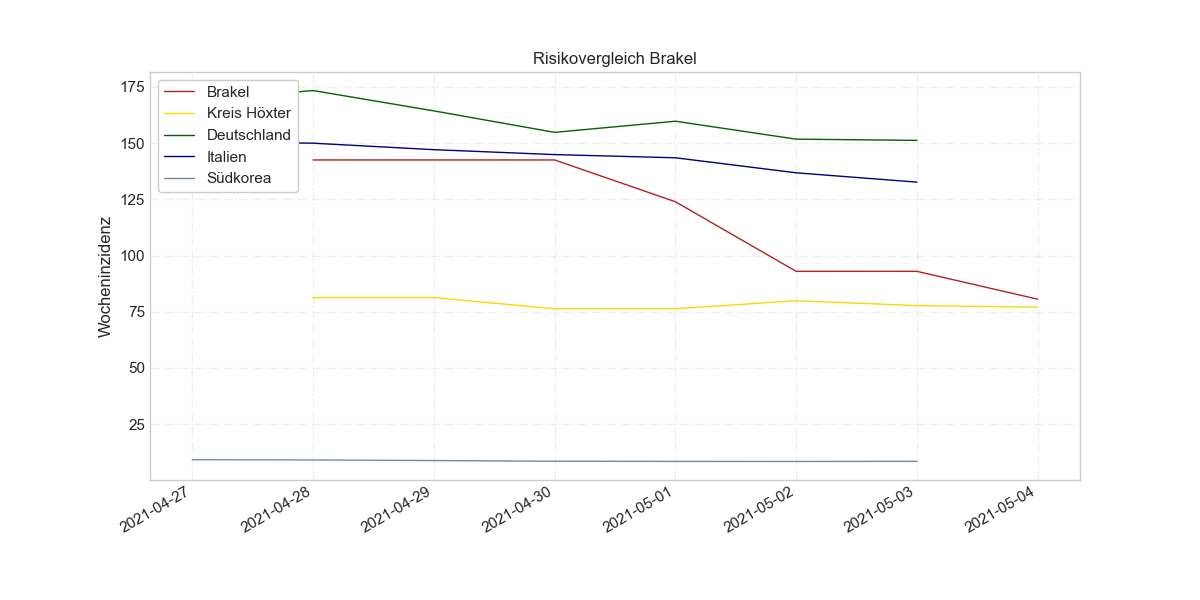 Risikovergleich Brakel
Brakel
Kreis Höxter
Deutschland
Italien
Südkorea
Wocheninzidenz
175
150
125
100
75
50
25
2021-04-27
2021-04-28
2021-04-29
2021-04-30
2021-05-01
2021-05-02
2021-05-03
2021-05-04